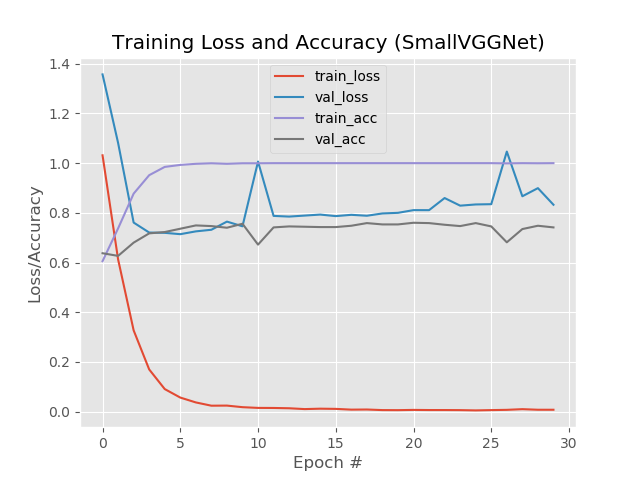 Training Loss and Accuracy (SmallVGGNet)
train_loss
val_loss
train_acc
val_acc
1.4
1.2
1.0
0.8
0.6
0.4
0.2
0.0
Loss/Accuracy
0 5 10 15 20 25 30
Epoch #